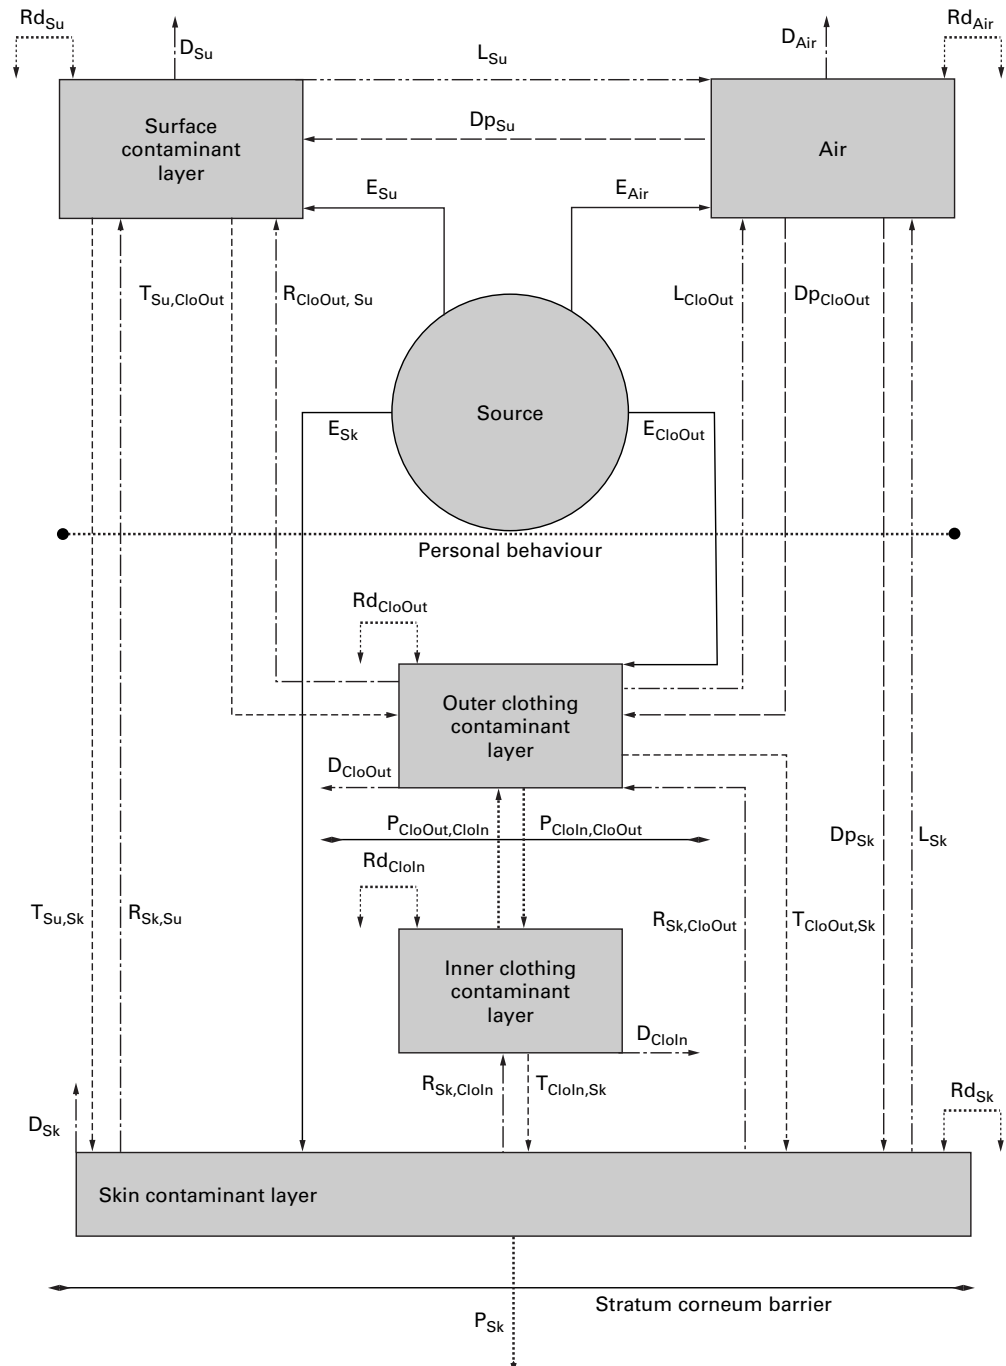 Rd_Su
D_Su
L_Su
D_Air
Rd_Air
Surface
contaminant
layer
Dp_Su
Air
E_Su
E_Air
T_Su,CloOut
R_CloOut, Su
L_CloOut
Dp_CloOut
Source
E_Sk
E_CloOut
Personal behaviour
Rd_CloOut
Outer clothing
contaminant
layer
D_CloOut
P_CloOut,CloIn
P_CloIn,CloOut
Rd_CloIn
Dp_Sk
L_Sk
T_Su,Sk
R_Sk,Su
R_Sk,CloOut
T_CloOut,Sk
Inner clothing
contaminant
layer
D_CloIn
R_Sk,CloIn
T_CloIn,Sk
Rd_Sk
D_Sk
Skin contaminant layer
Stratum corneum barrier
P_Sk